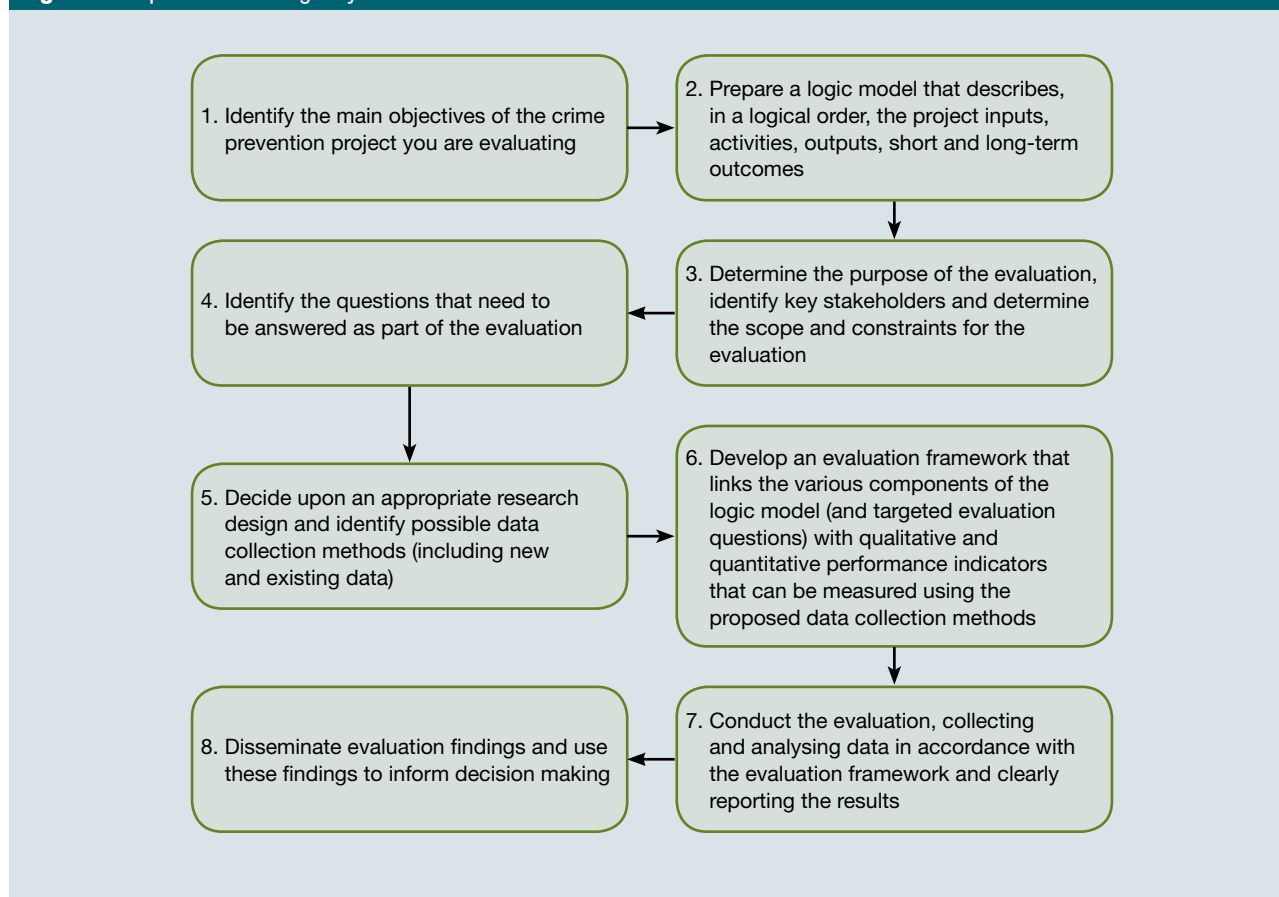 1. Identify the main objectives of the crime
prevention project you are evaluating
2. Prepare a logic model that describes,
in a logical order, the project inputs,
activities, outputs, short and long-term
outcomes
3. Determine the purpose of the evaluation,
identify key stakeholders and determine
the scope and constraints for the
evaluation
4. Identify the questions that need to
be answered as part of the evaluation
5. Decide upon an appropriate research
design and identify possible data
collection methods (including new
and existing data)
6. Develop an evaluation framework that
links the various components of the
logic model (and targeted evaluation
questions) with qualitative and
quantitative performance indicators
that can be measured using the
proposed data collection methods
7. Conduct the evaluation, collecting
and analysing data in accordance with
the evaluation framework and clearly
reporting the results
8. Disseminate evaluation findings and use
these findings to inform decision making